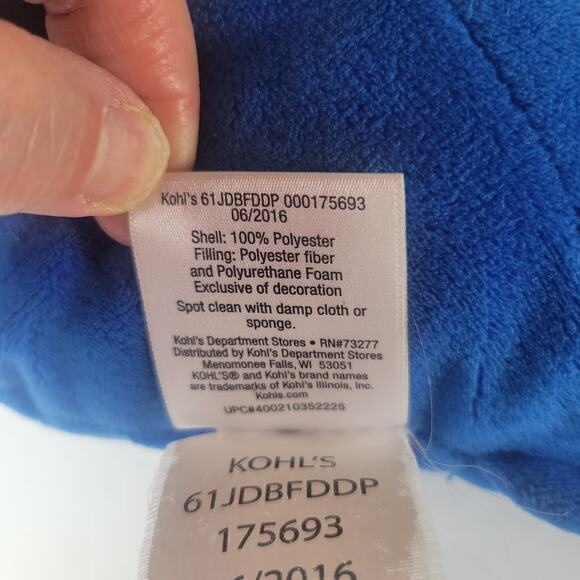 Kohl's 61JDBFDDP 000175693
06/2016
Shell: 100% Polyester
Filling: Polyester fiber
and Polyurethane Foam
Exclusive of decoration
Spot clean with damp cloth or
sponge.
Kohl's Department Stores • RN#73277
Distributed by Kohl's Department Stores
Menomonee Falls, WI 53051
KOHL'S® and Kohl's brand names
are trademarks of Kohl's Illinois, Inc.
Kohls.com
UPC#400210352225
KOHL'S
61JDBFDDP
175693
6/2016